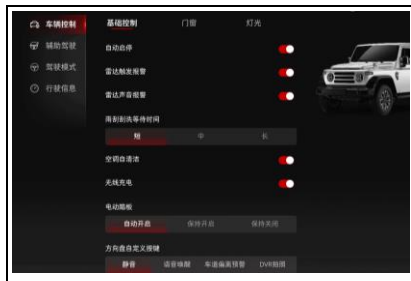 车辆控制
辅助驾驶
驾驶模式
行驶信息
基础控制 门窗 灯光
自动启停
雷达触发报警
雷达声音报警
雨刮刮洗等待时间
短 中 长
空调自清洁
无线充电
电动踏板
自动开启 保持开启 保持关闭
方向盘自定义按键
静音 语音唤醒 车道偏离预警 DVR抓图